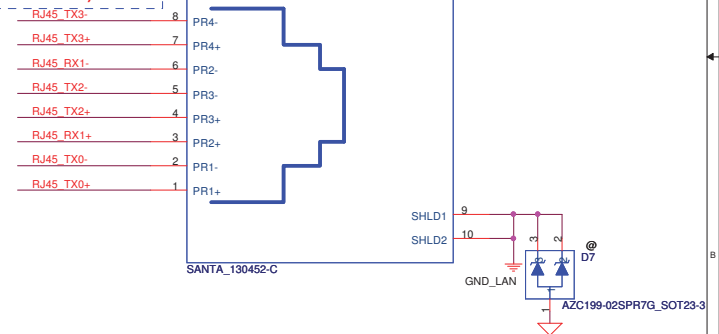 RJ45_TX3- 8 PR4-
RJ45_TX3+ 7 PR4+
RJ45_RX1- 6 PR2-
RJ45_TX2- 5 PR3-
RJ45_TX2+ 4 PR3+
RJ45_RX1+ 3 PR2+
RJ45_TX0- 2 PR1-
RJ45_TX0+ 1 PR1+
SHLD1 9
SHLD2 10
SANTA_130452-C
GND_LAN
3 2
@
D7
1
AZC199-02SPR7G_SOT23-3
1
B